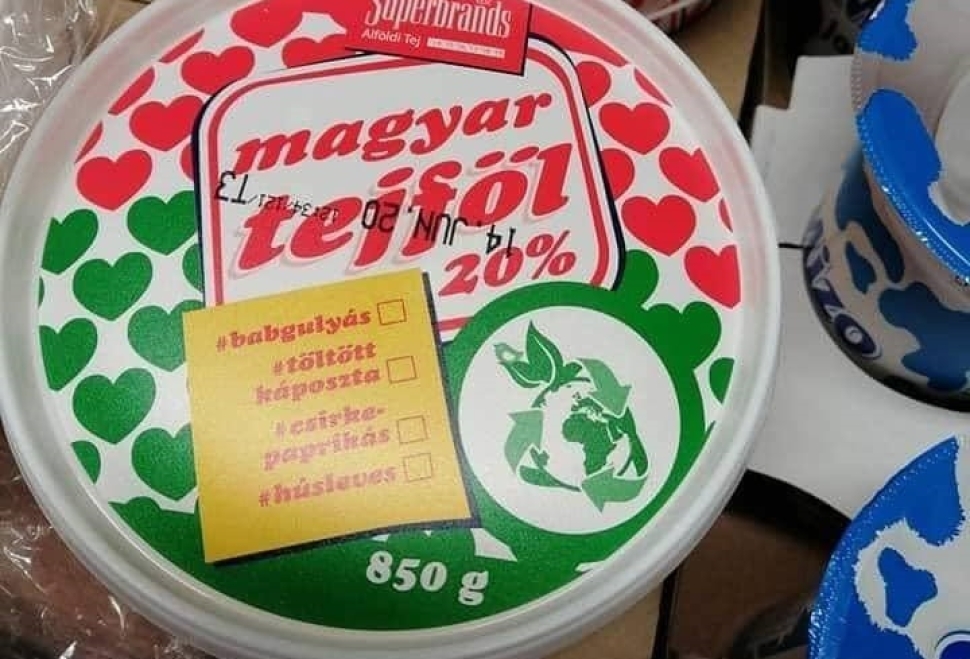 Superbrands
Alföldi Tej
magyar
tejföl
20%
14. JUN. 20
#babgulyás
#töltött
káposzta
#csirke-
paprikás
#húsleves
850 g